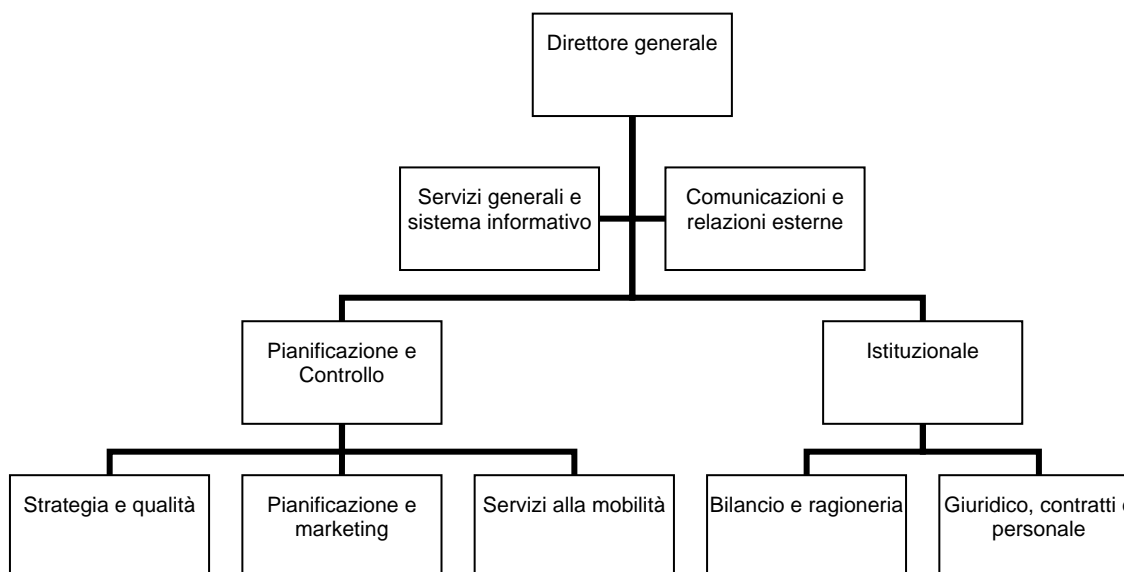 Direttore generale
Servizi generali e
sistema informativo
Comunicazioni e
relazioni esterne
Pianificazione e
Controllo
Istituzionale
Strategia e qualità
Pianificazione e
marketing
Servizi alla mobilità
Bilancio e ragioneria
Giuridico, contratti e
personale